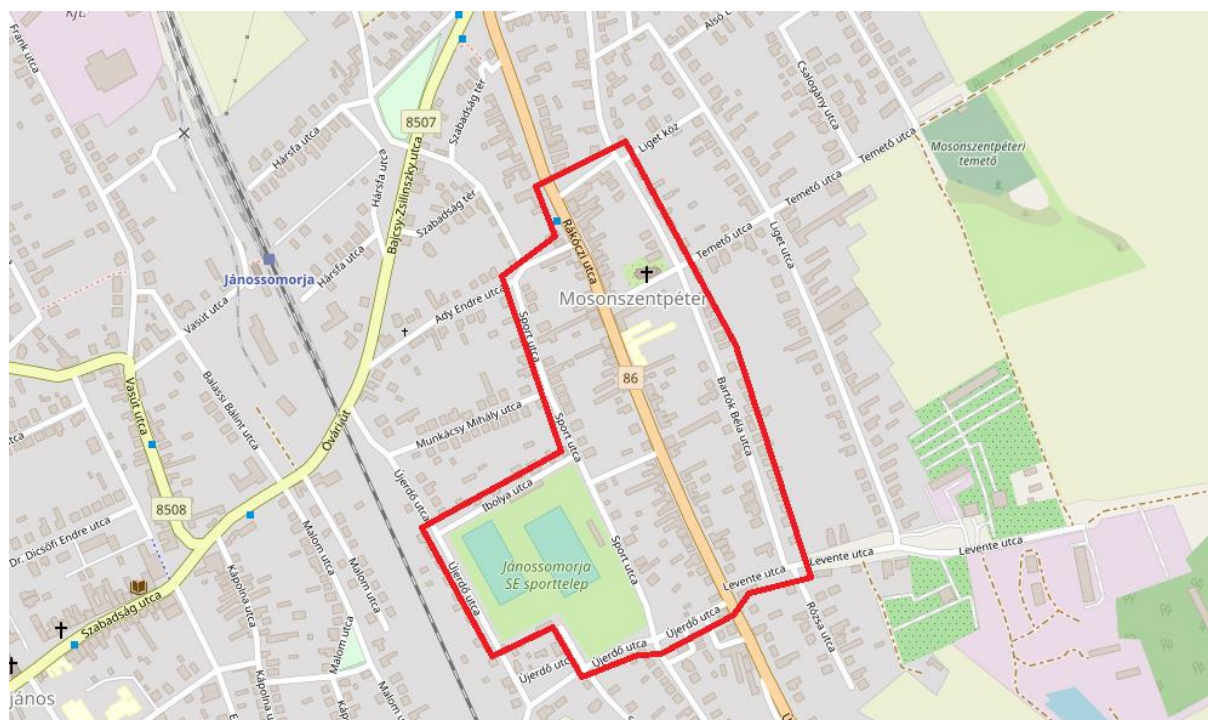 Kft.
Frank utca
Alsó
Csalogány utca
8507
Szabadság tér
Hársfa utca
Liget köz
Temető utca
Mosonszentpéteri
temető
Hársfa utca
Bajcsy-Zsilinszky utca
Szabadság tér
Rákóczi utca
Temető utca
Liget utca
Temető utca
Jánossomorja
Hársfa utca
Vasút utca
Ady Endre utca
Mosonszentpéter
Sport utca
Vasút utca
Balassi Bálint utca
86
Bartók Béla utca
Munkácsy Mihály utca
Sport utca
Óvárjút
Újerdő utca
Ibolya utca
8508
Dr. Dicsőfi Endre utca
Malom utca
Malom utca
Sport utca
Jánossomorja
SE sporttelep
Levente utca
Levente utca
Levente utca
Újerdő utca
Kápolna utca
Szabadság utca
Rózsa utca
Újerdő utca
Újerdő utca
Újerdő utca
Malom utca
Kápolna utca
jános